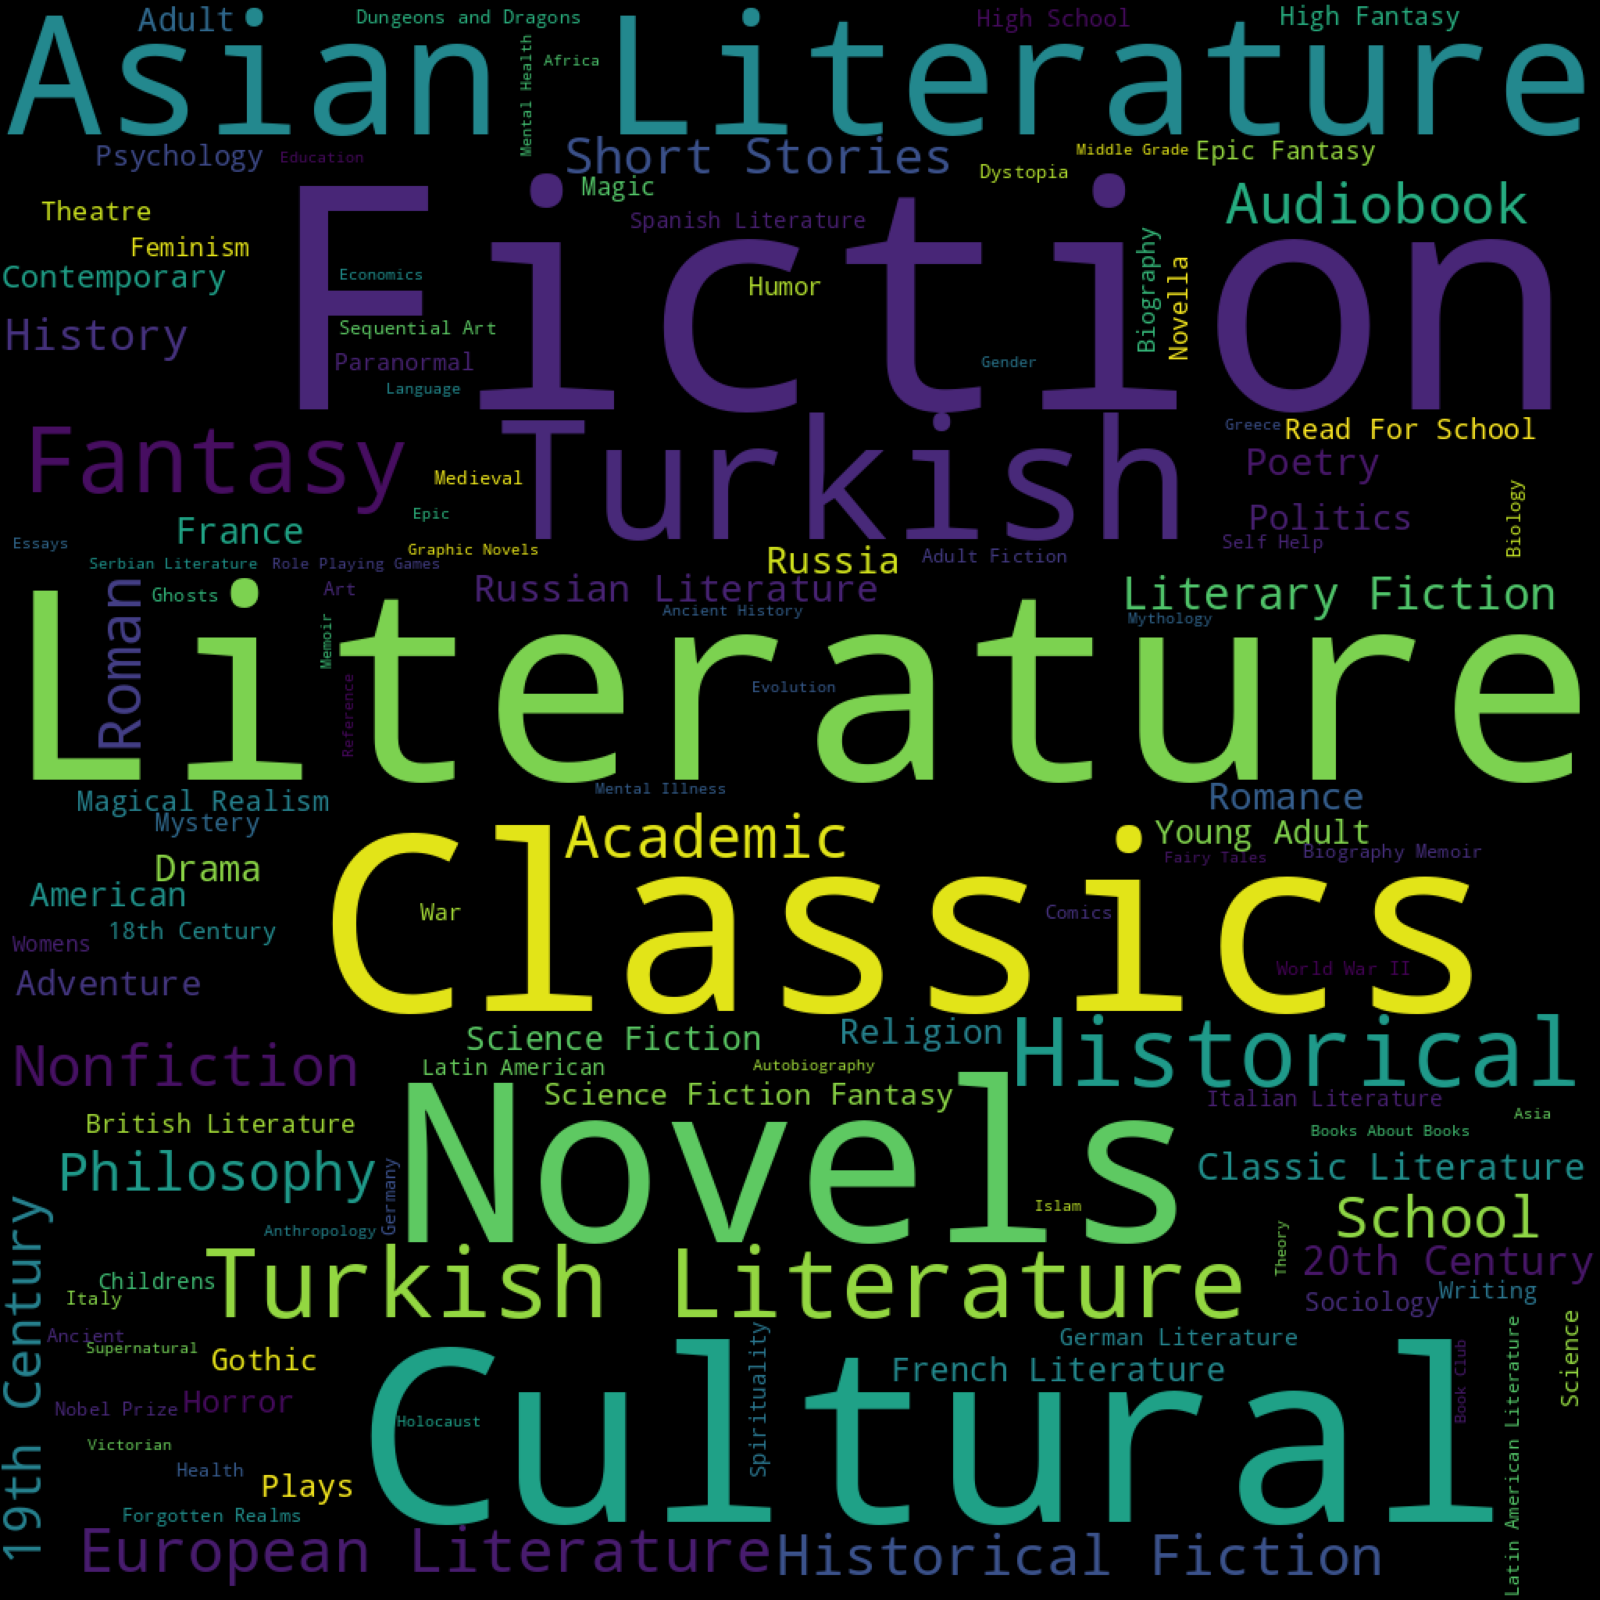 Adult
Dungeons and Dragons
High School
High Fantasy
Asian Literature
Mental Health
Africa
Psychology
Education
Short Stories
Middle Grade
Epic Fantasy
Dystopia
Magic
Theatre
Spanish Literature
Audiobook
Feminism
Fiction
Contemporary
Economics
Humor
Biography
Novella
History
Sequential Art
Paranormal
Gender
Language
Fantasy
Turkish
Greece
Read For School
Poetry
Medieval
Epic
Politics
Biology
France
Essays
Self Help
Graphic Novels
Adult Fiction
Serbian Literature
Role Playing Games
Russia
Roman
Ghosts
Art
Russian Literature
Literary Fiction
Ancient History
Mythology
Memoir
Literature
Reference
Evolution
Mental Illness
Magical Realism
Romance
Mystery
Academic
Young Adult
Fairy Tales
Biography Memoir
Drama
Classics
American
War
Comics
18th Century
Womens
Adventure
World War II
Science Fiction
Religion
Historical
Nonfiction
Latin American
Autobiography
Science Fiction Fantasy
Italian Literature
British Literature
Novels
Asia
Books About Books
Philosophy
Germany
Classic Literature
Islam
School
Anthropology
19th Century
Theory
20th Century
Childrens
Turkish Literature
Italy
Sociology
Writing
Ancient
Supernatural
German Literature
Gothic
Spirituality
French Literature
Science
Book Club
Latin American Literature
Horror
Nobel Prize
Holocaust
Cultural
Victorian
Health
Plays
Forgotten Realms
European Literature
Historical Fiction